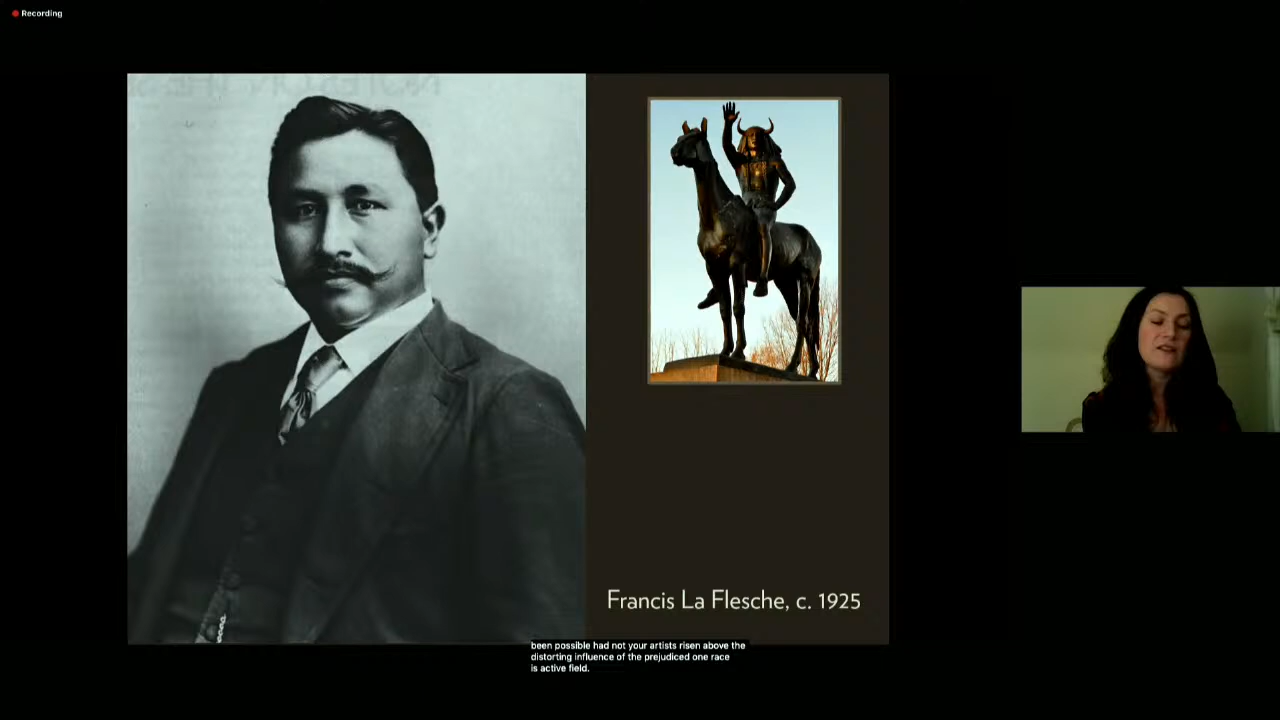 Recording
Francis La Flesche, c. 1925
been possible had not your artists risen above the
distorting influence of the prejudiced one race
is active field.